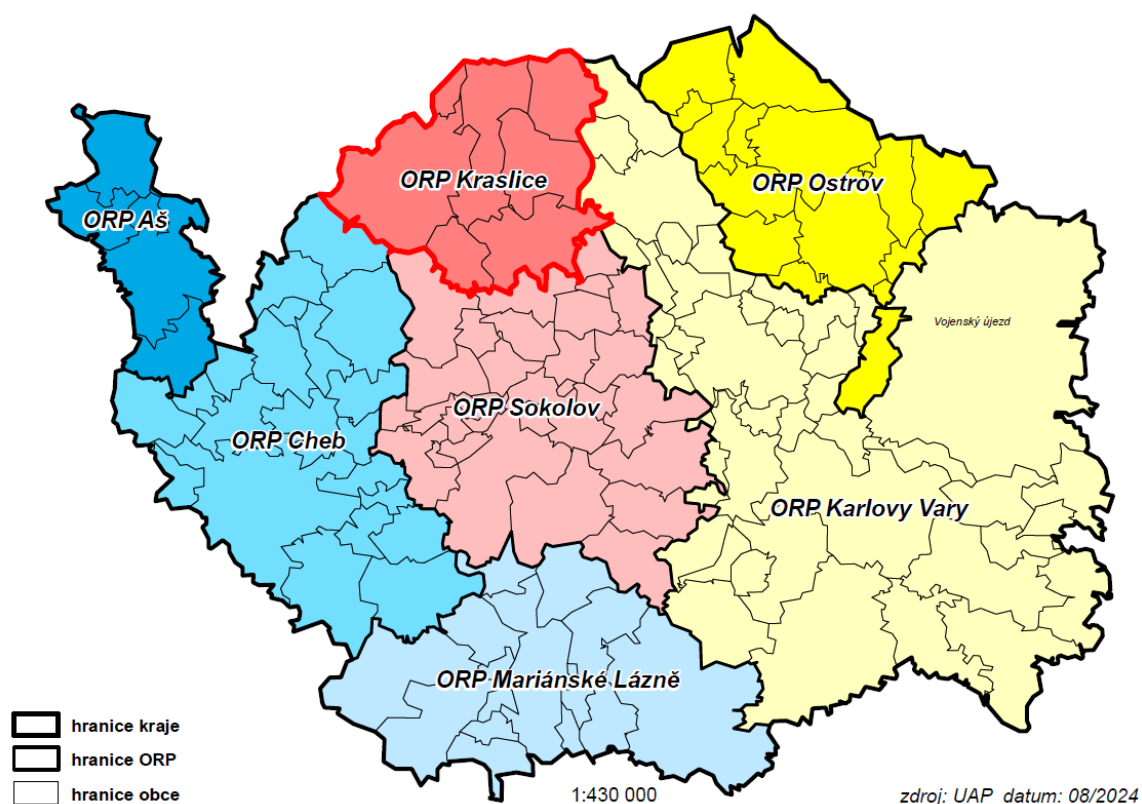 ORP Kraslice
ORP Ostrov
ORP Aš
Vojenský újezd
ORP Sokolov
ORP Cheb
ORP Karlovy Vary
ORP Mariánské Lázně
hranice kraje
hranice ORP
hranice obce
1:430 000
zdroj: UAP datum: 08/2024